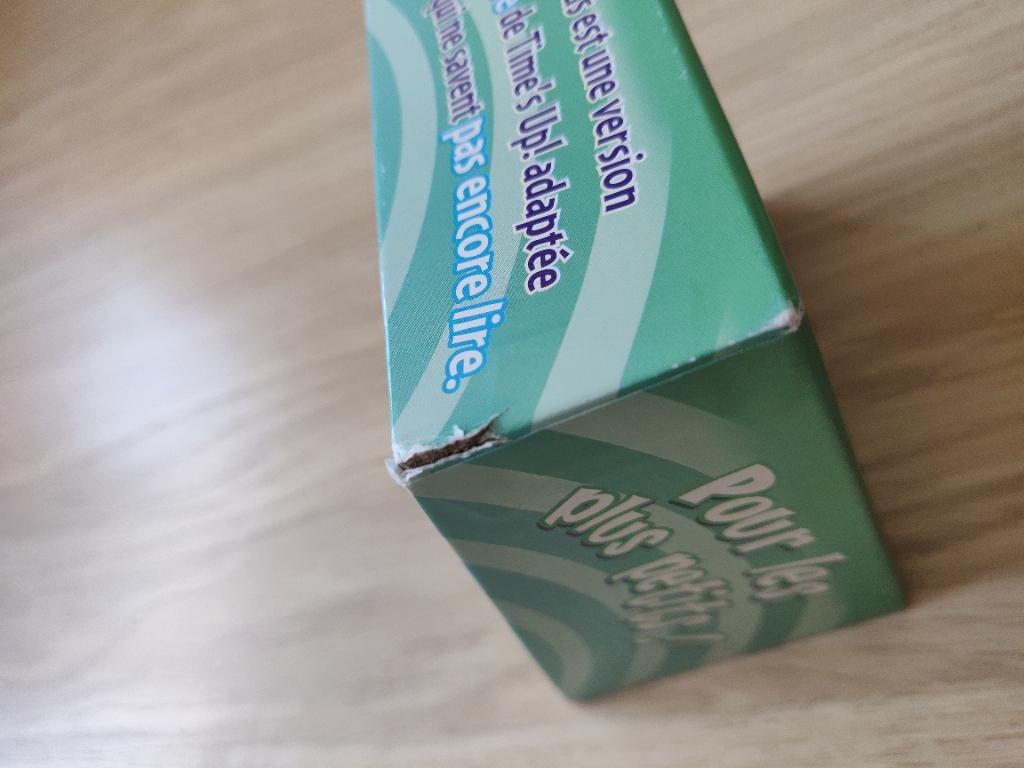 est une version
de Time's Up! adaptée
qui ne savent pas encore lire.
Pour les
plus petits!